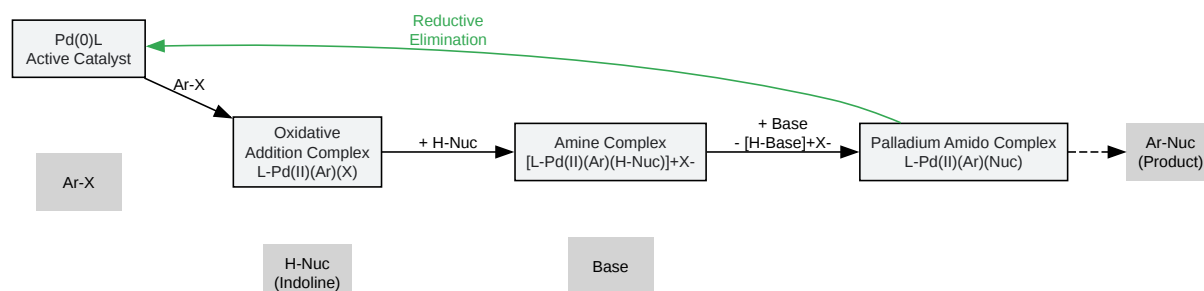 Reductive
Elimination
Pd(0)L
Active Catalyst
Ar-X
Oxidative
Addition Complex
L-Pd(II)(Ar)(X)
+ H-Nuc
Amine Complex
[L-Pd(II)(Ar)(H-Nuc)]+X-
+ Base
- [H-Base]+X-
Palladium Amido Complex
L-Pd(II)(Ar)(Nuc)
Ar-Nuc
(Product)
Ar-X
H-Nuc
(Indoline)
Base